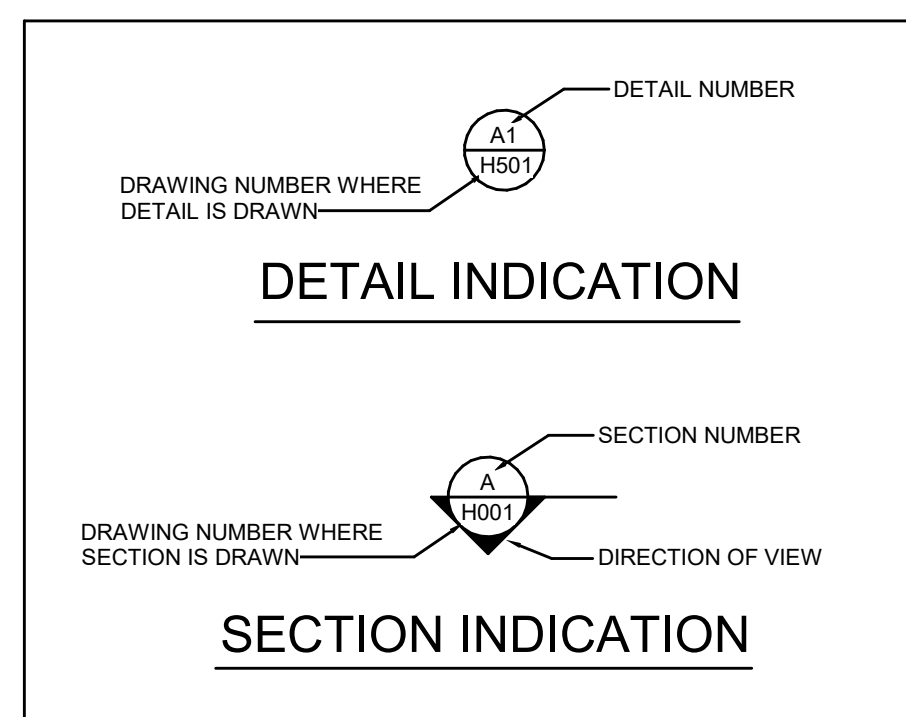 DETAIL NUMBER
A1
H501
DRAWING NUMBER WHERE
DETAIL IS DRAWN
DETAIL INDICATION
SECTION NUMBER
A
H001
DRAWING NUMBER WHERE
SECTION IS DRAWN
DIRECTION OF VIEW
SECTION INDICATION